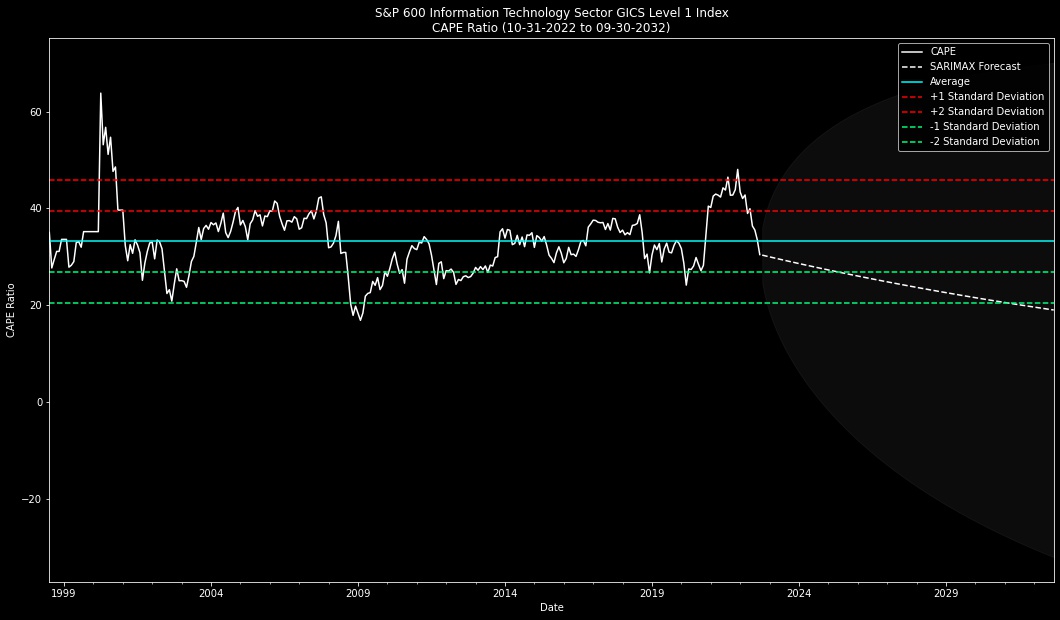 S&P 600 Information Technology Sector GICS Level 1 Index
CAPE Ratio (10-31-2022 to 09-30-2032)
CAPE
SARIMAX Forecast
Average
+1 Standard Deviation
+2 Standard Deviation
-1 Standard Deviation
-2 Standard Deviation
CAPE Ratio
60
40
20
0
−20
1999
2004
2009
2014
2019
2024
2029
Date